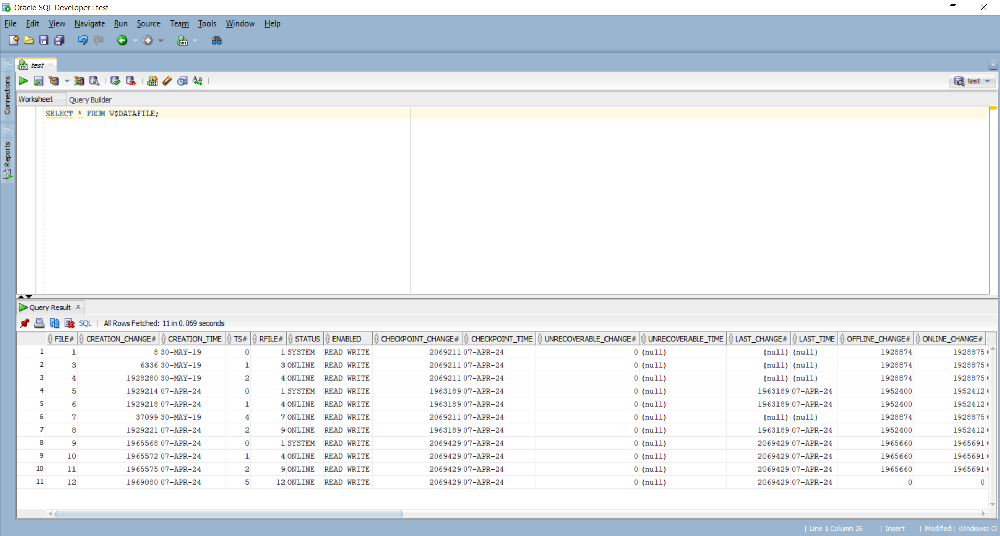 Oracle SQL Developer : test
File Edit View Navigate Run Source Team Tools Window Help
test
Connections
Reports
test
Worksheet Query Builder
SELECT * FROM V$DATAFILE;
Query Result
SQL | All Rows Fetched: 11 in 0.069 seconds
FILE# CREATION_CHANGE# CREATION_TIME TS# RFILE# STATUS ENABLED CHECKPOINT_CHANGE# CHECKPOINT_TIME UNRECOVERABLE_CHANGE# UNRECOVERABLE_TIME LAST_CHANGE# LAST_TIME OFFLINE_CHANGE# ONLINE_CHANGE#
1 1 8 30-MAY-19 0 1 SYSTEM READ WRITE 2069211 07-APR-24 0 (null) (null) (null) 1928874 1928875
2 3 6336 30-MAY-19 1 3 ONLINE READ WRITE 2069211 07-APR-24 0 (null) (null) (null) 1928874 1928875
3 4 1928280 30-MAY-19 2 4 ONLINE READ WRITE 2069211 07-APR-24 0 (null) (null) (null) 1928874 1928875
4 5 1929214 07-APR-24 0 1 SYSTEM READ WRITE 1963189 07-APR-24 0 (null) 1963189 07-APR-24 1952400 1952412
5 6 1929218 07-APR-24 1 4 ONLINE READ WRITE 1963189 07-APR-24 0 (null) 1963189 07-APR-24 1952400 1952412
6 7 37099 30-MAY-19 4 7 ONLINE READ WRITE 2069211 07-APR-24 0 (null) (null) (null) 1928874 1928875
7 8 1929221 07-APR-24 2 9 ONLINE READ WRITE 1963189 07-APR-24 0 (null) 1963189 07-APR-24 1952400 1952412
8 9 1965568 07-APR-24 0 1 SYSTEM READ WRITE 2069429 07-APR-24 0 (null) 2069429 07-APR-24 1965660 1965691
9 10 1965572 07-APR-24 1 4 ONLINE READ WRITE 2069429 07-APR-24 0 (null) 2069429 07-APR-24 1965660 1965691
10 11 1965575 07-APR-24 2 9 ONLINE READ WRITE 2069429 07-APR-24 0 (null) 2069429 07-APR-24 1965660 1965691
11 12 1969080 07-APR-24 5 12 ONLINE READ WRITE 2069429 07-APR-24 0 (null) 2069429 07-APR-24 0 0
| Line 1 Column 26 | Insert | Modified | Windows: